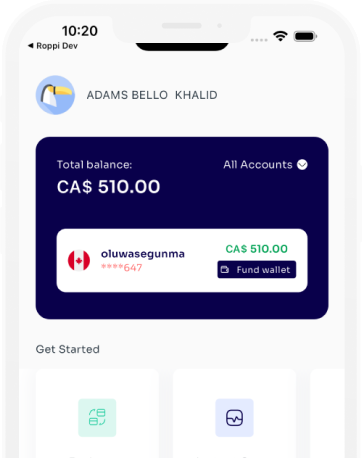 10:20
◀ Roppi Dev
ADAMS BELLO KHALID
Total balance:
All Accounts
CA$ 510.00
oluwasegunma
CA$ 510.00
****647
Fund wallet
Get Started